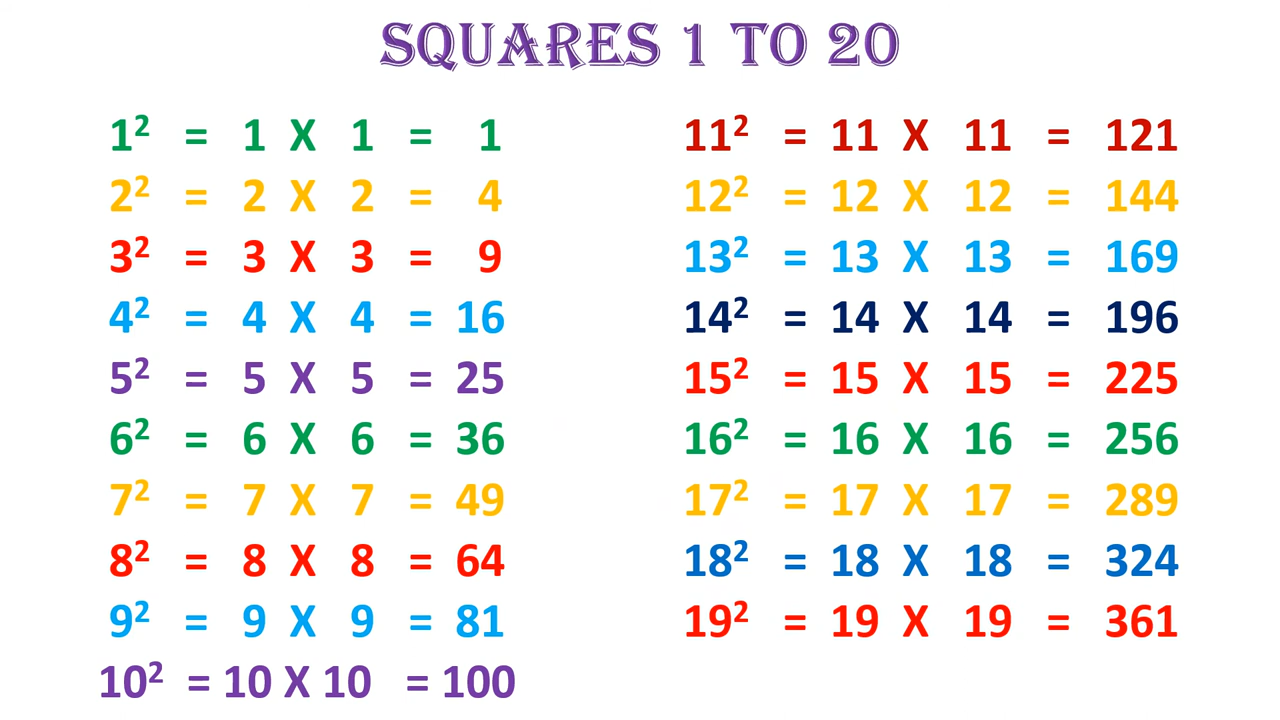 SQUARES 1 TO 20
1² = 1 X 1 = 1
2² = 2 X 2 = 4
3² = 3 X 3 = 9
4² = 4 X 4 = 16
5² = 5 X 5 = 25
6² = 6 X 6 = 36
7² = 7 X 7 = 49
8² = 8 X 8 = 64
9² = 9 X 9 = 81
10² = 10 X 10 = 100
11² = 11 X 11 = 121
12² = 12 X 12 = 144
13² = 13 X 13 = 169
14² = 14 X 14 = 196
15² = 15 X 15 = 225
16² = 16 X 16 = 256
17² = 17 X 17 = 289
18² = 18 X 18 = 324
19² = 19 X 19 = 361